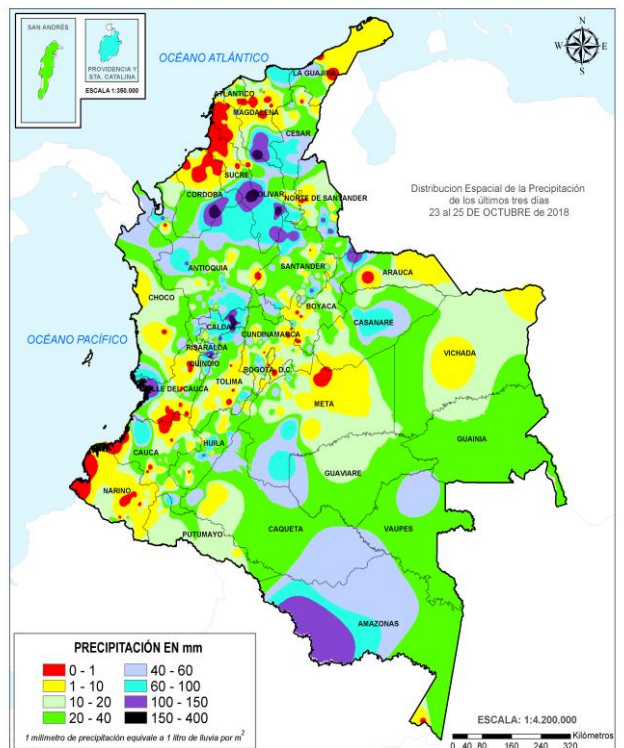 SAN ANDRÉS
PROVIDENCIA Y
STA. CATALINA
ESCALA 1:350.000
OCÉANO ATLÁNTICO
N
W
E
S
LA GUAJIRA
ATLANTICO
MAGDALENA
CESAR
SUCRE
CORDOBA
BOLIVAR
NORTE DE SANTANDER
Distribucion Espacial de la Precipitación
de los últimos tres días
23 al 25 DE OCTUBRE de 2018
ANTIOQUIA
SANTANDER
ARAUCA
CHOCO
BOYACA
CASANARE
OCÉANO PACÍFICO
CALDAS
CUNDINAMARCA
RISARALDA
VICHADA
QUINDIO
BOGOTA, D.C.
TOLIMA
VALLE DEL CAUCA
META
GUAINIA
CAUCA
HUILA
GUAVIARE
NARIÑO
CAQUETA
VAUPES
PUTUMAYO
AMAZONAS
PRECIPITACIÓN EN mm
0 - 1 40 - 60
1 - 10 60 - 100
10 - 20 100 - 150
20 - 40 150 - 400
1 milimetro de precipitación equivale a 1 litro de lluvia por m²
ESCALA: 1:4.200.000
Kilómetros
0 40 80 160 240 320